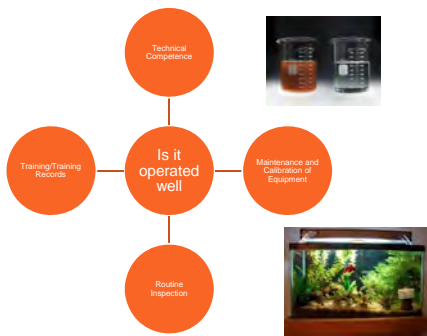 Technical
Competence
Training/Training
Records
Is it
operated
well
Maintenance and
Calibration of
Equipment
Routine
Inspection